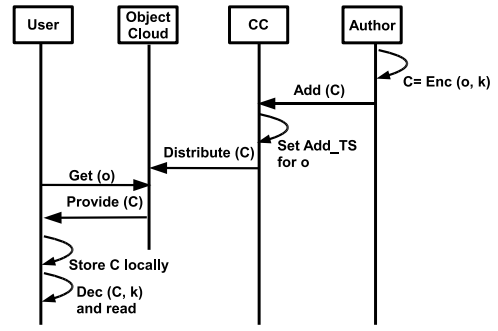 User
Object
Cloud
CC
Author
C= Enc (o, k)
Add (C)
Set Add_TS
for o
Distribute (C)
Get (o)
Provide (C)
Store C locally
Dec (C, k)
and read